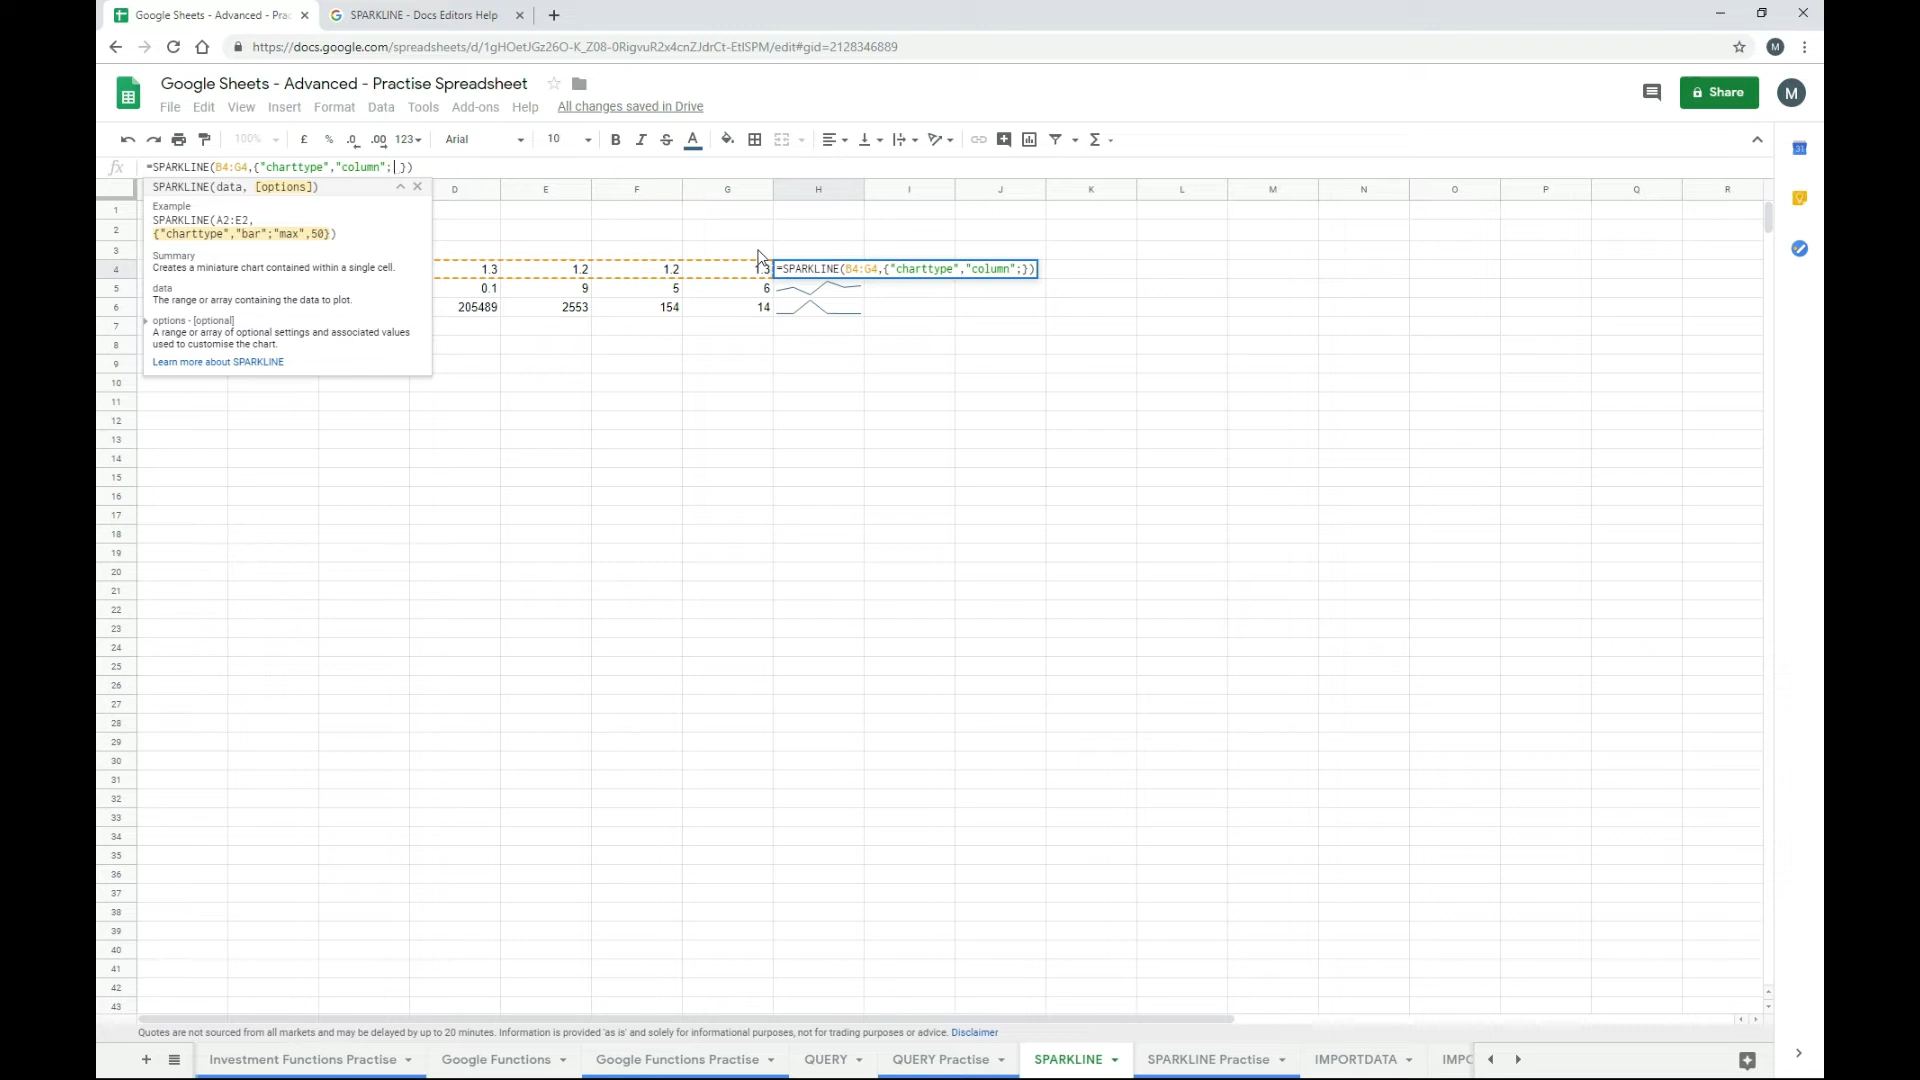 Google Sheets - Advanced - Prac
SPARKLINE - Docs Editors Help
https://docs.google.com/spreadsheets/d/1gHOetJGz26O-K_Z08-0RigvuR2x4cnZJdrCt-EtISPM/edit#gid=2128346889
M
Google Sheets - Advanced - Practise Spreadsheet
File Edit View Insert Format Data Tools Add-ons Help All changes saved in Drive
Share
M
100% £ % .0 .00 123 Arial 10 B I S A Σ
fx =SPARKLINE(B4:G4,{"charttype","column"; })
SPARKLINE(data, [options])
Example
SPARKLINE(A2:E2,
{"charttype","bar";"max",50})
Summary
Creates a miniature chart contained within a single cell.
data
The range or array containing the data to plot.
options - [optional]
A range or array of optional settings and associated values
used to customise the chart.
Learn more about SPARKLINE
D E F G H I J K L M N O P Q R
1
2
3
4 1.3 1.2 1.2 1.3 =SPARKLINE(B4:G4,{"charttype","column";})
5 0.1 9 5 6
6 205489 2553 154 14
7
8
9
10
11
12
13
14
15
16
17
18
19
20
21
22
23
24
25
26
27
28
29
30
31
32
33
34
35
36
37
38
39
40
41
42
43
31
Quotes are not sourced from all markets and may be delayed by up to 20 minutes. Information is provided 'as is' and solely for informational purposes, not for trading purposes or advice. Disclaimer
Investment Functions Practise Google Functions Google Functions Practise QUERY QUERY Practise SPARKLINE SPARKLINE Practise IMPORTDATA IMPO